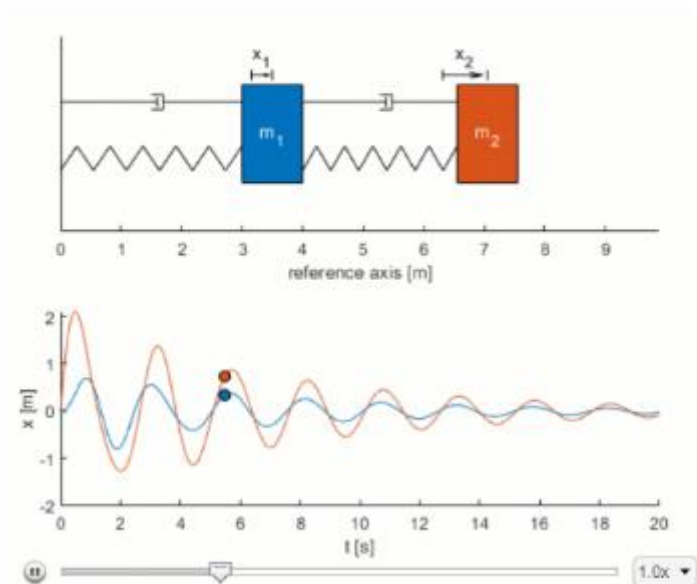 x1 x2
m1 m2
0 1 2 3 4 5 6 7 8 9
reference axis [m]
2
1
0
-1
-2
x [m]
0 2 4 6 8 10 12 14 16 18 20
t [s]
1.0x